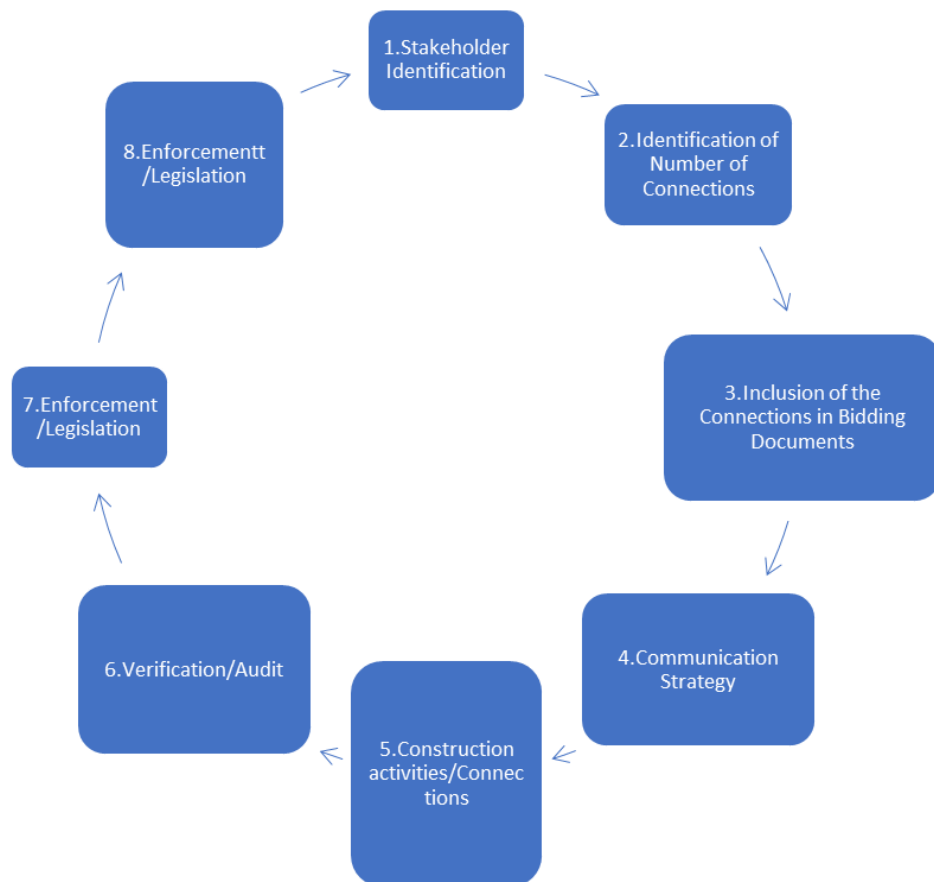 1.Stakeholder
Identification
2.Identification of
Number of
Connections
3.Inclusion of the
Connections in Bidding
Documents
4.Communication
Strategy
5.Construction
activities/Connec
tions
6.Verification/Audit
7.Enforcement
/Legislation
8.Enforcementt
/Legislation